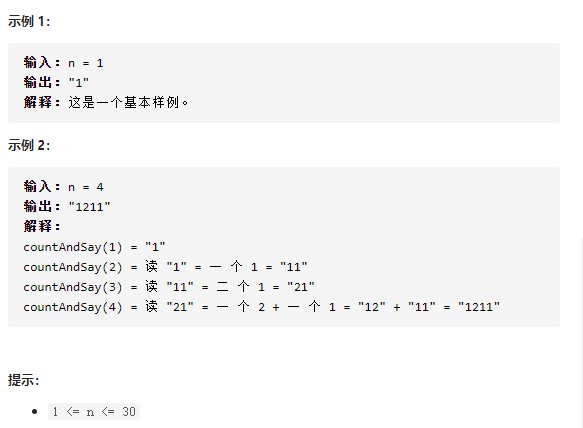 示例 1：
输入：n = 1
输出："1"
解释：这是一个基本样例。
示例 2：
输入：n = 4
输出："1211"
解释：
countAndSay(1) = "1"
countAndSay(2) = 读 "1" = 一 个 1 = "11"
countAndSay(3) = 读 "11" = 二 个 1 = "21"
countAndSay(4) = 读 "21" = 一 个 2 + 一 个 1 = "12" + "11" = "1211"
提示：
• 1 <= n <= 30